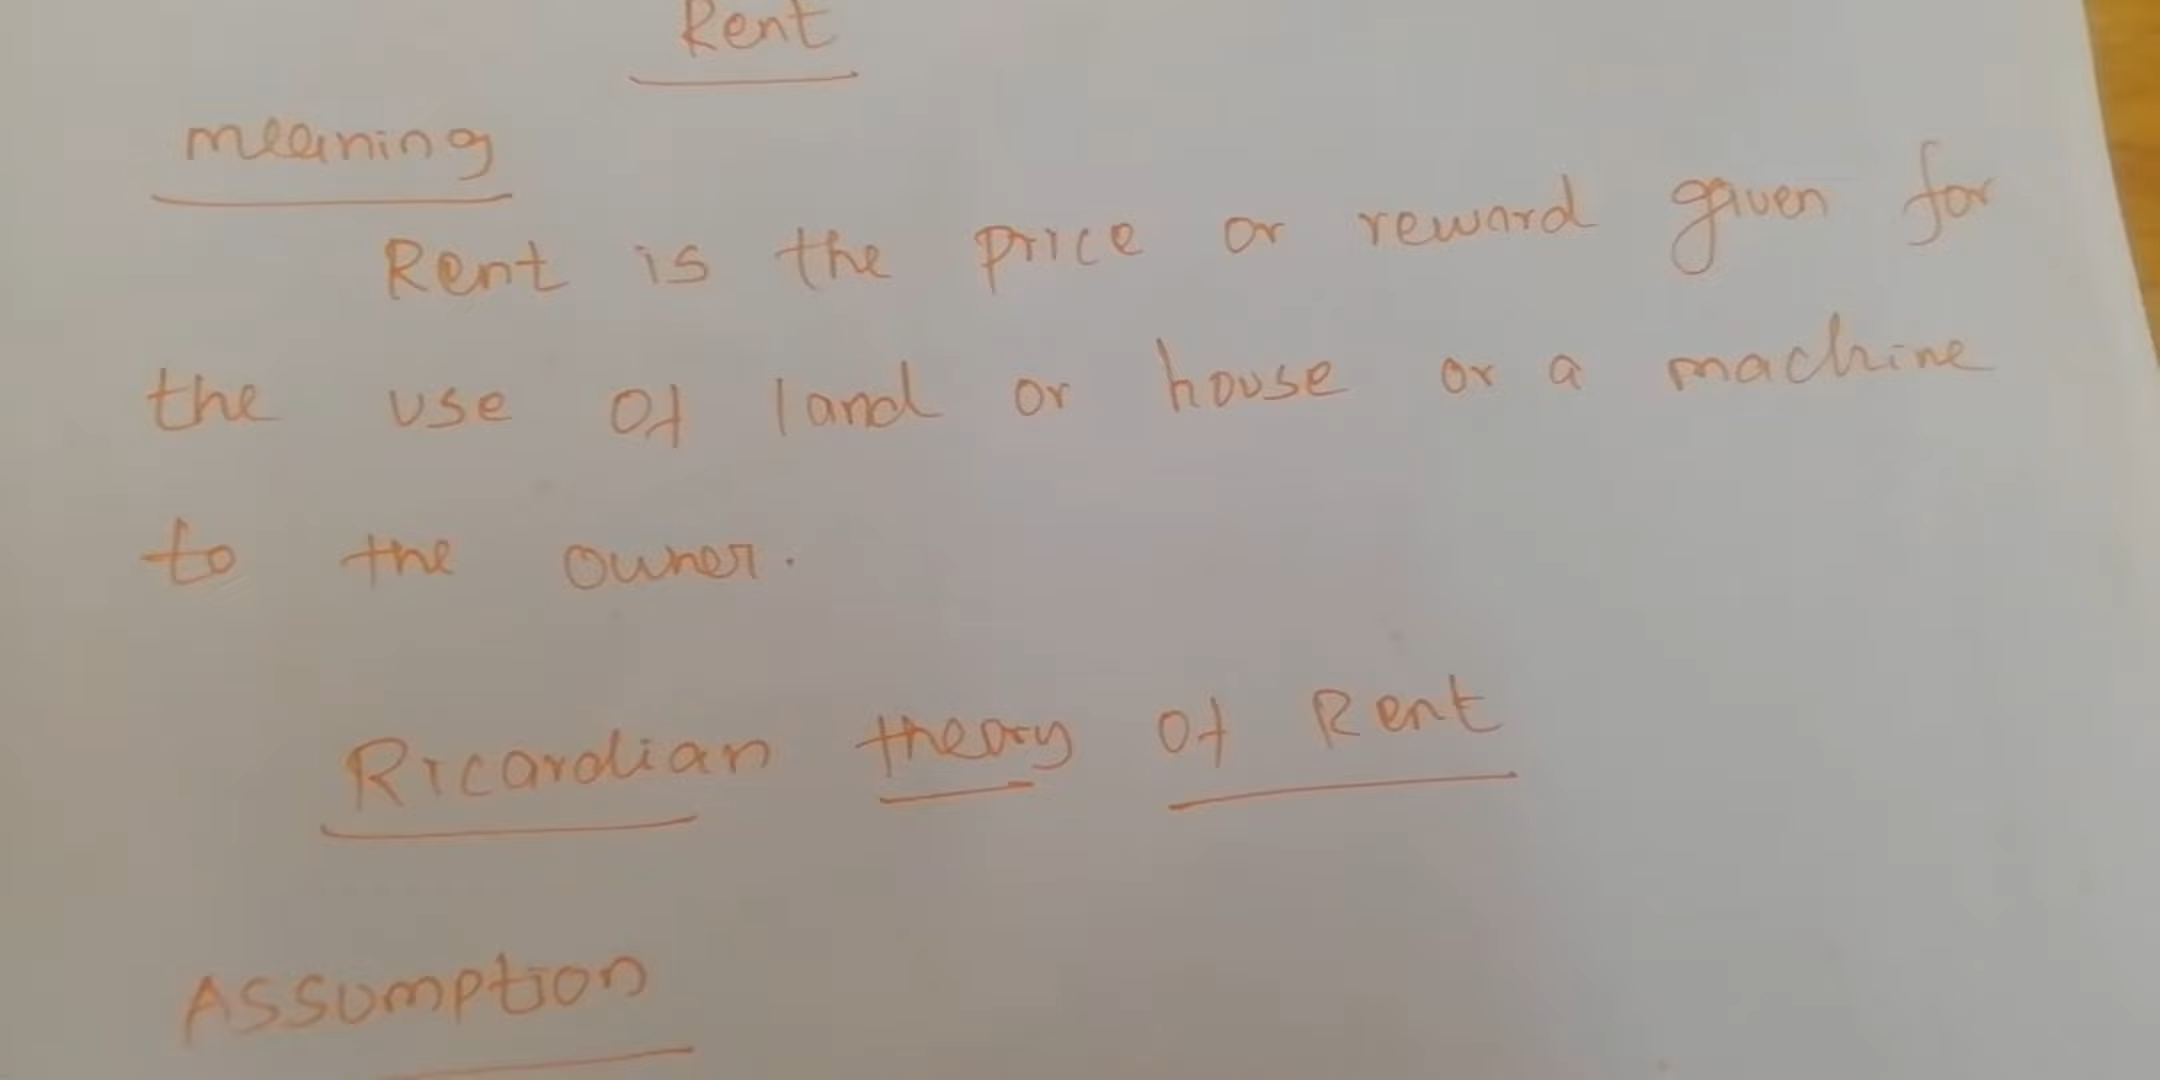 Rent
meaning
Rent is the price or reward given for
the use of land or house or a machine
to the owner.
Ricardian theory of Rent
Assumption